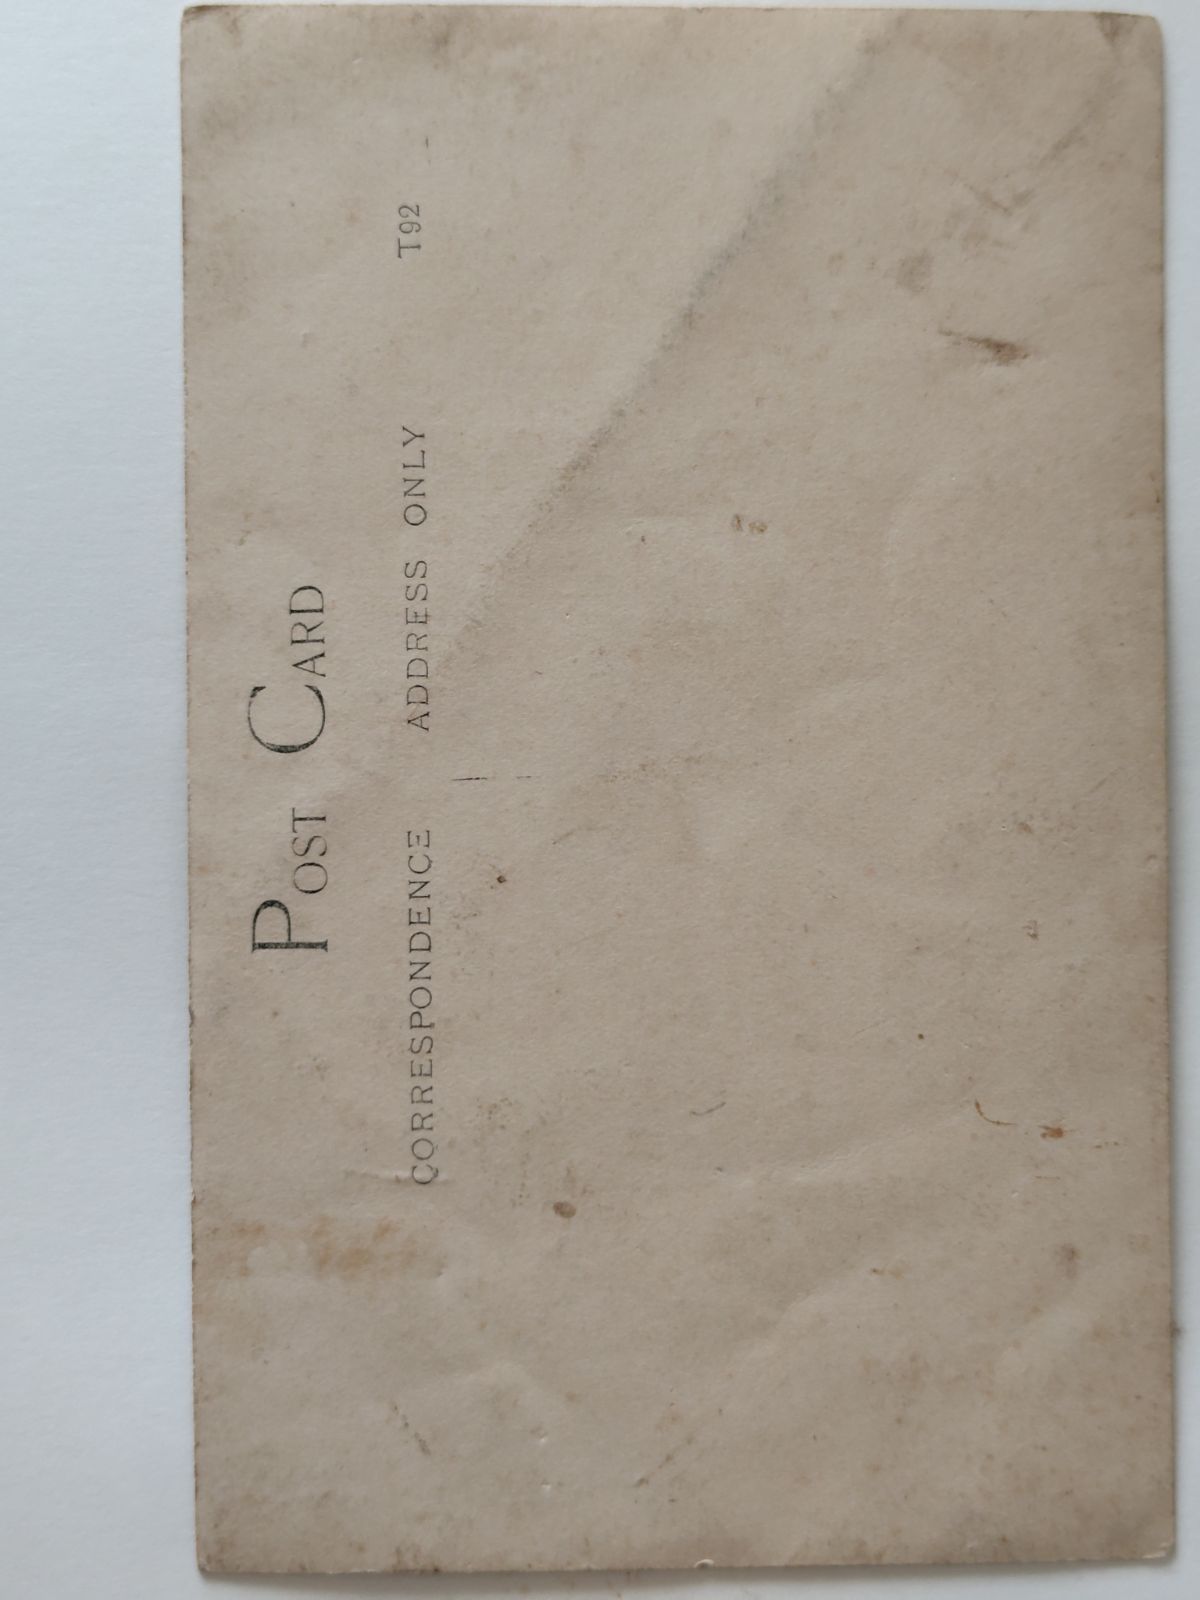 POST CARD
CORRESPONDENCE ADDRESS ONLY T92